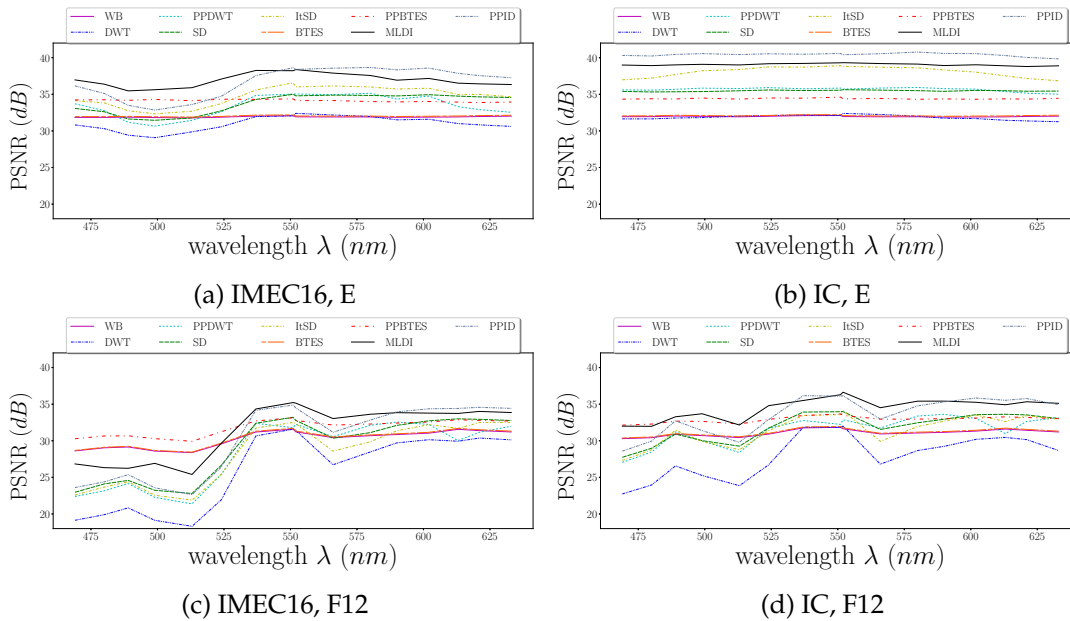 WB PPDWT ItSD PPBTES PPID
DWT SD BTES MLDI
40
35
30
25
20
PSNR (dB)
475 500 525 550 575 600 625
wavelength λ (nm)
(a) IMEC16, E
WB PPDWT ItSD PPBTES PPID
DWT SD BTES MLDI
40
35
30
25
20
PSNR (dB)
475 500 525 550 575 600 625
wavelength λ (nm)
(b) IC, E
WB PPDWT ItSD PPBTES PPID
DWT SD BTES MLDI
40
35
30
25
20
PSNR (dB)
475 500 525 550 575 600 625
wavelength λ (nm)
(c) IMEC16, F12
WB PPDWT ItSD PPBTES PPID
DWT SD BTES MLDI
40
35
30
25
20
PSNR (dB)
475 500 525 550 575 600 625
wavelength λ (nm)
(d) IC, F12